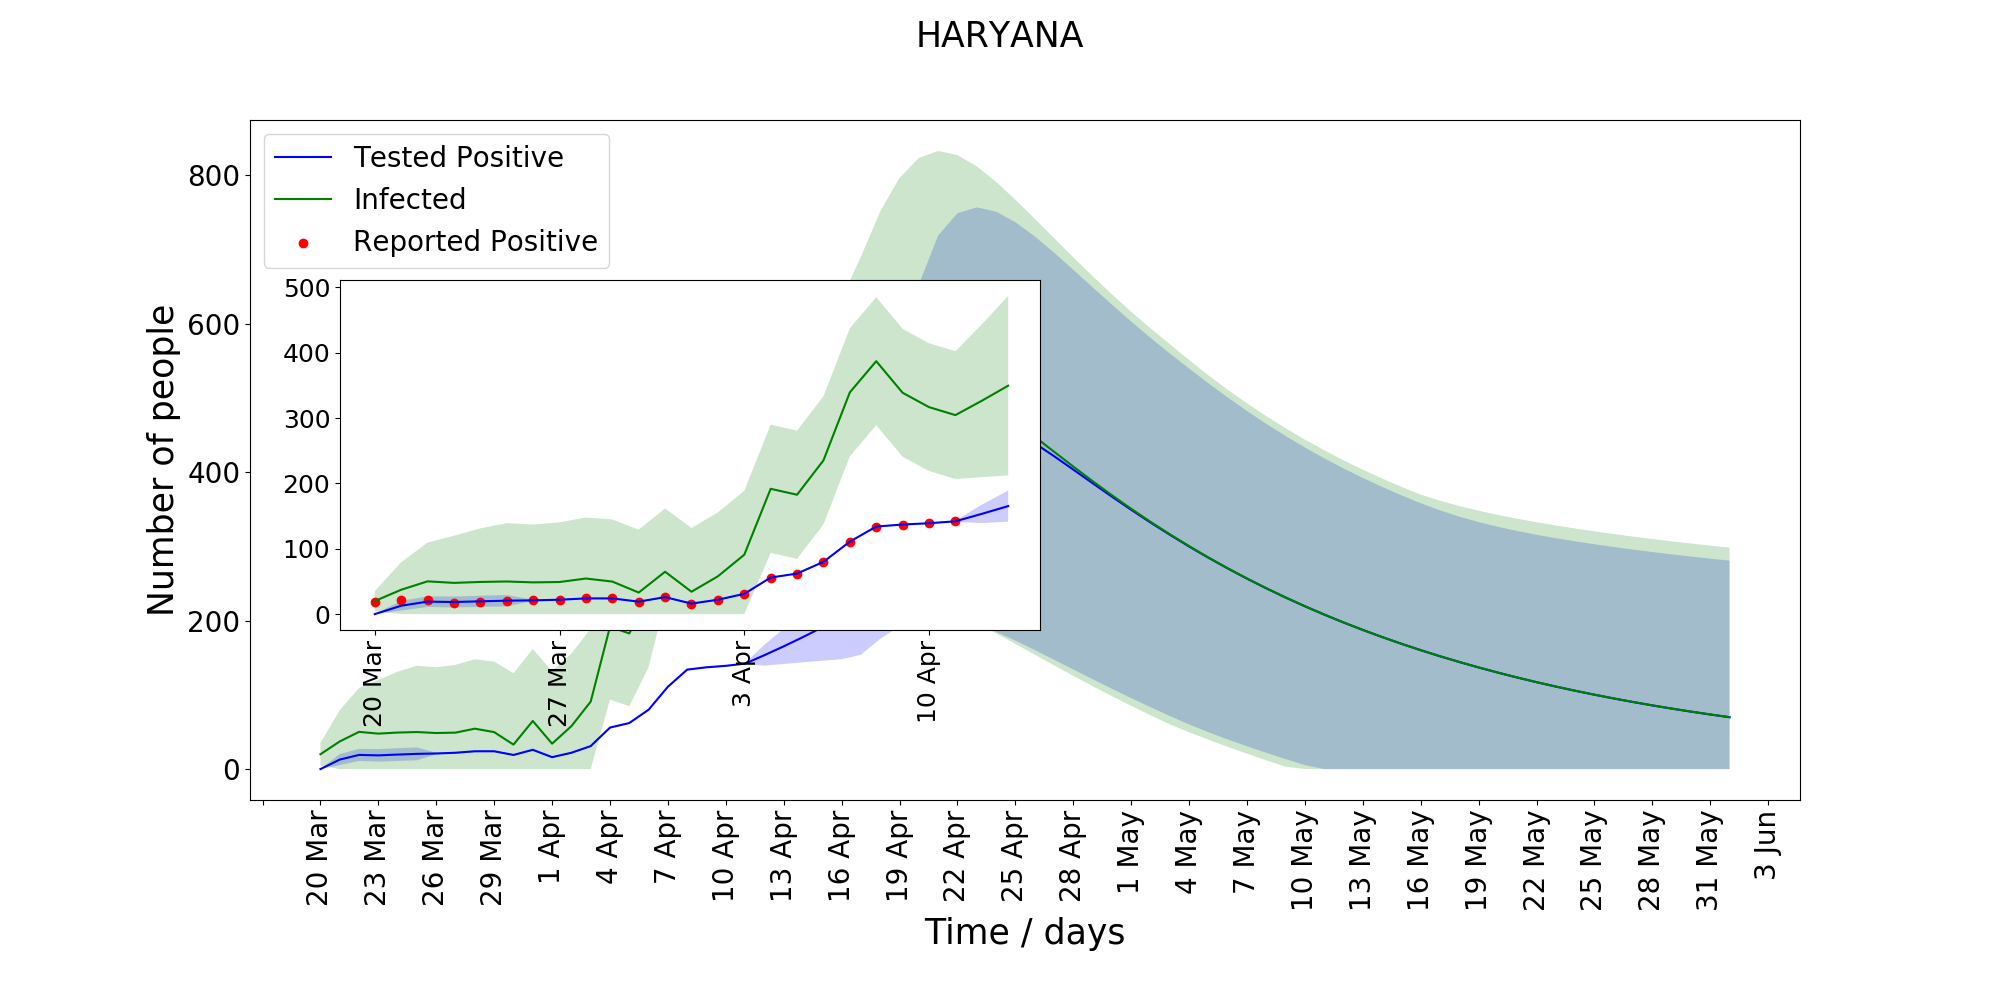 HARYANA
Tested Positive
Infected
Reported Positive
Number of people
800
600
400
200
0
500
400
300
200
100
0
20 Mar
27 Mar
3 Apr
10 Apr
20 Mar
23 Mar
26 Mar
29 Mar
1 Apr
4 Apr
7 Apr
10 Apr
13 Apr
16 Apr
19 Apr
22 Apr
25 Apr
28 Apr
1 May
4 May
7 May
10 May
13 May
16 May
19 May
22 May
25 May
28 May
31 May
3 Jun
Time / days